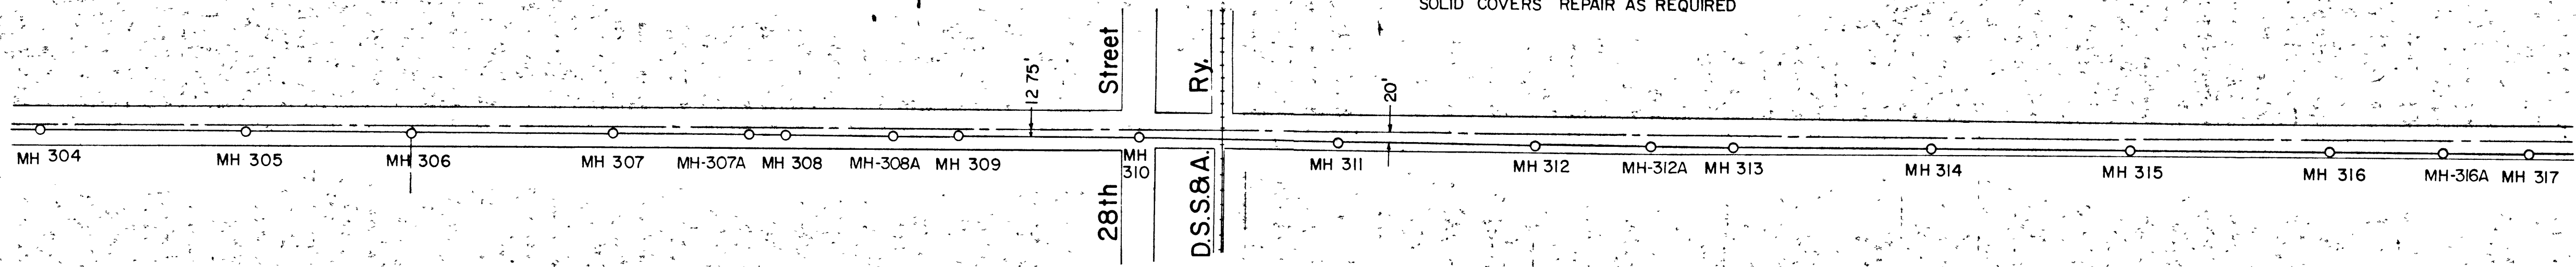 SOLID COVERS REPAIR AS REQUIRED
28th Street
D.S.S.&A. Ry.
12 75'
20'
MH 304
MH 305
MH 306
MH 307
MH-307A
MH 308
MH-308A
MH 309
MH
310
MH 311
MH 312
MH-312A
MH 313
MH 314
MH 315
MH 316
MH-316A
MH 317